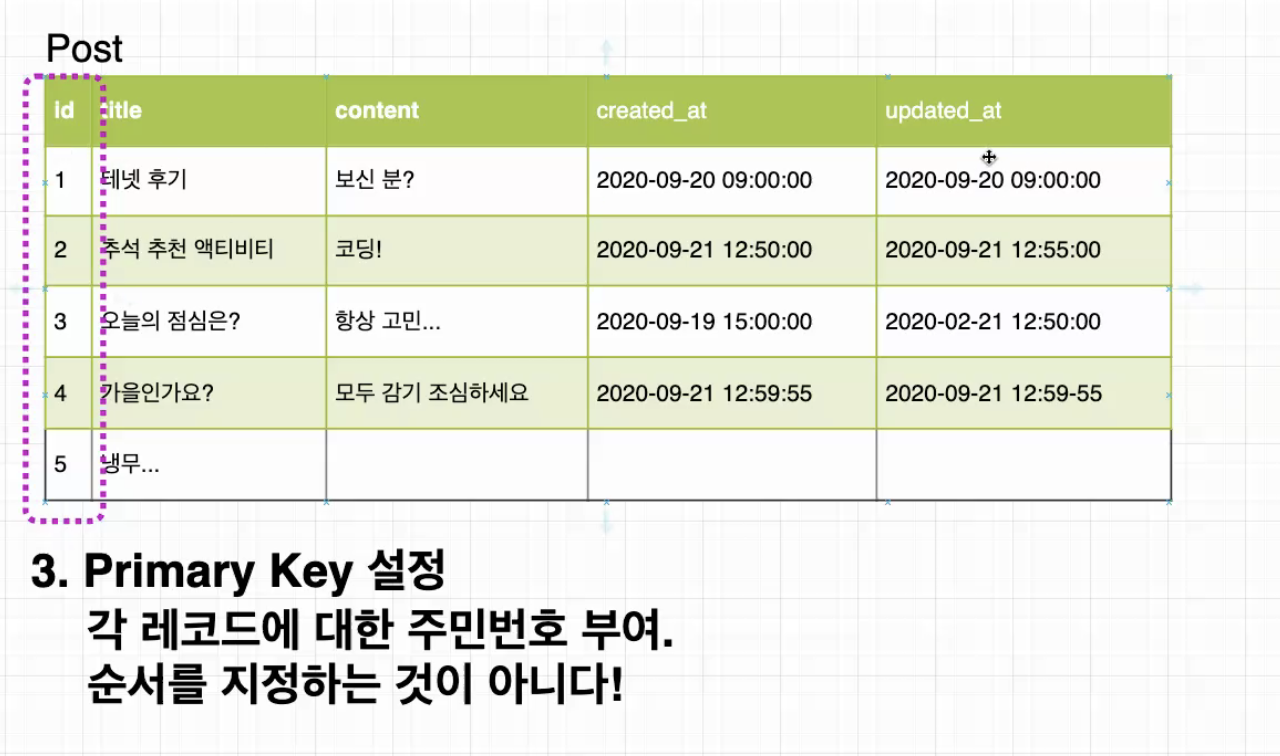 Post
id title content created_at updated_at
1 테넷 후기 보신 분? 2020-09-20 09:00:00 2020-09-20 09:00:00
2 추석 추천 액티비티 코딩! 2020-09-21 12:50:00 2020-09-21 12:55:00
3 오늘의 점심은? 항상 고민... 2020-09-19 15:00:00 2020-02-21 12:50:00
4 가을인가요? 모두 감기 조심하세요 2020-09-21 12:59:55 2020-09-21 12:59-55
5 냉무...
3. Primary Key 설정
각 레코드에 대한 주민번호 부여.
순서를 지정하는 것이 아니다!